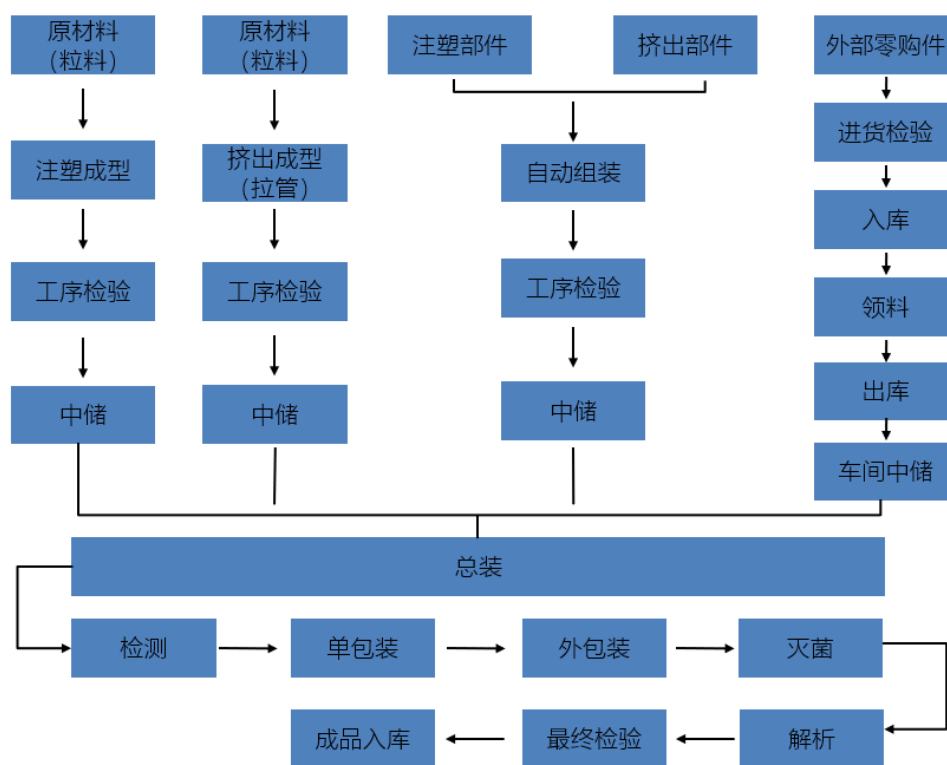 原材料
(粒料)
原材料
(粒料)
注塑部件
挤出部件
外部零购件
进货检验
注塑成型
挤出成型
(拉管)
自动组装
入库
工序检验
工序检验
工序检验
领料
中储
中储
中储
出库
车间中储
总装
检测
单包装
外包装
灭菌
成品入库
最终检验
解析